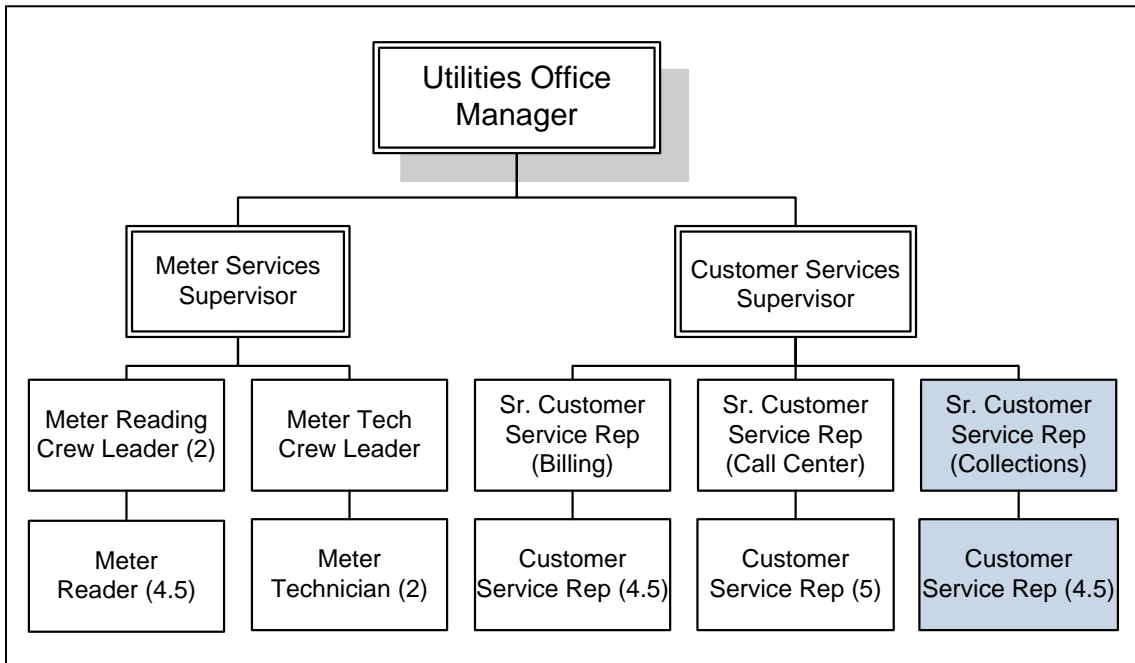 Utilities Office
Manager
Meter Services
Supervisor
Customer Services
Supervisor
Meter Reading
Crew Leader (2)
Meter Tech
Crew Leader
Sr. Customer
Service Rep
(Billing)
Sr. Customer
Service Rep
(Call Center)
Sr. Customer
Service Rep
(Collections)
Meter
Reader (4.5)
Meter
Technician (2)
Customer
Service Rep (4.5)
Customer
Service Rep (5)
Customer
Service Rep (4.5)